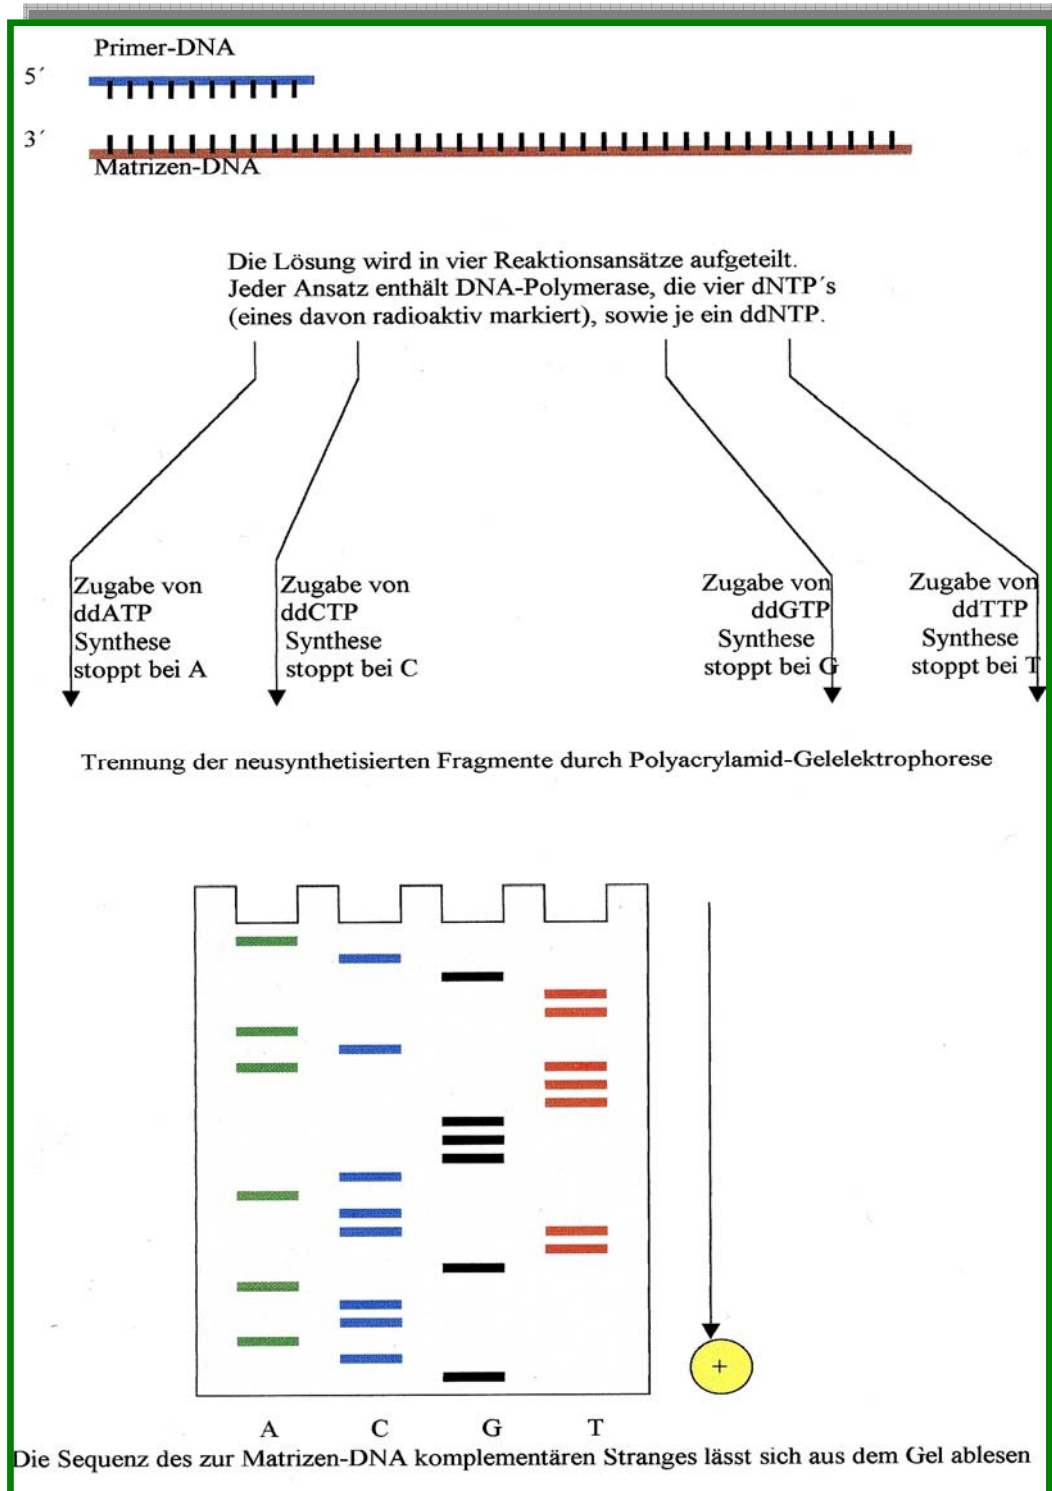 Primer-DNA
5´
3´
Matrizen-DNA
Die Lösung wird in vier Reaktionsansätze aufgeteilt.
Jeder Ansatz enthält DNA-Polymerase, die vier dNTP´s
(eines davon radioaktiv markiert), sowie je ein ddNTP.
Zugabe von
ddATP
Synthese
stoppt bei A
Zugabe von
ddCTP
Synthese
stoppt bei C
Zugabe von
ddGTP
Synthese
stoppt bei G
Zugabe von
ddTTP
Synthese
stoppt bei T
Trennung der neusynthetisierten Fragmente durch Polyacrylamid-Gelelektrophorese
+
A C G T
Die Sequenz des zur Matrizen-DNA komplementären Stranges lässt sich aus dem Gel ablesen